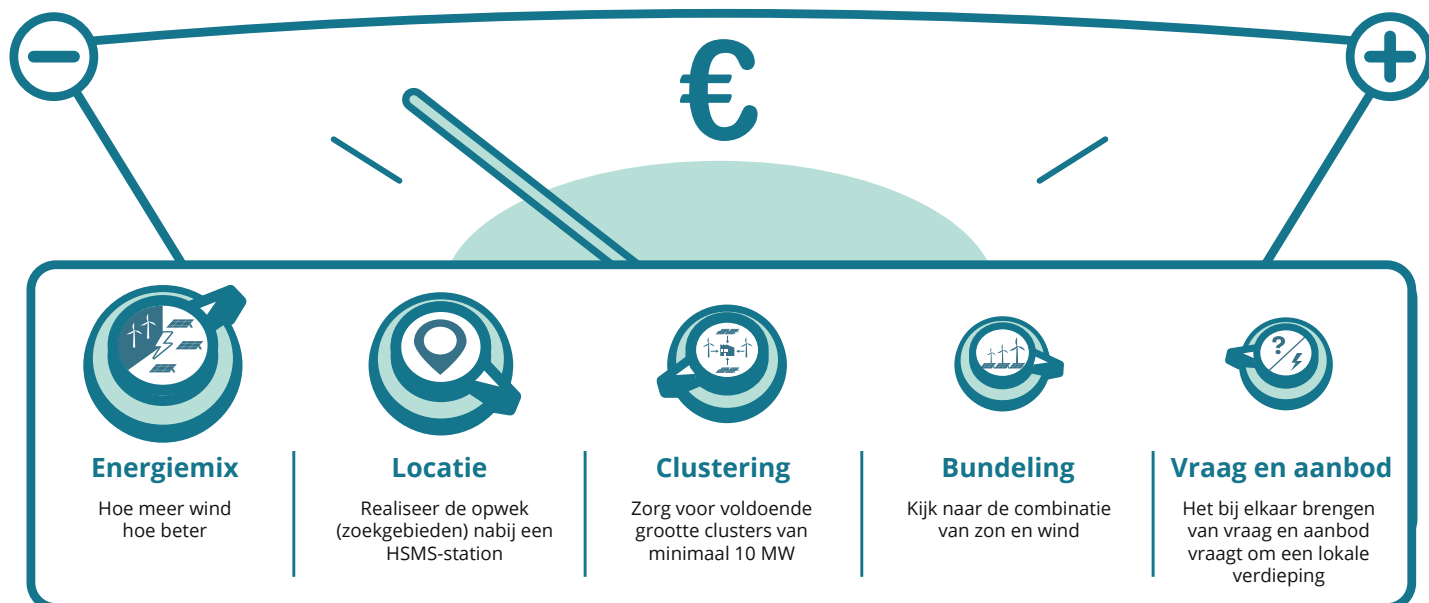 €
Energiemix
Hoe meer wind
hoe beter
Locatie
Realiseer de opwek
(zoekgebieden) nabij een
HSMS-station
Clustering
Zorg voor voldoende
grootte clusters van
minimaal 10 MW
Bundeling
Kijk naar de combinatie
van zon en wind
?
Vraag en aanbod
Het bij elkaar brengen
van vraag en aanbod
vraagt om een lokale
verdieping